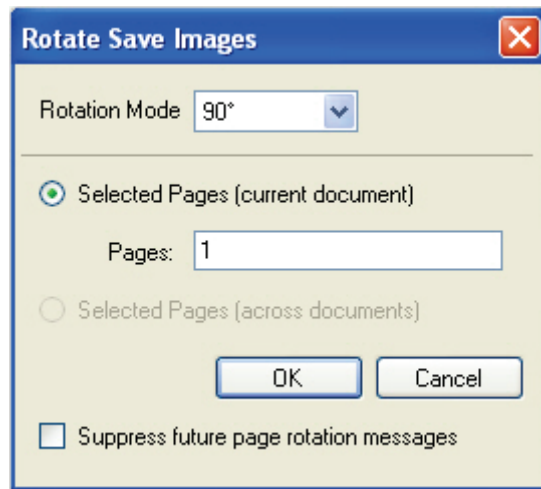 Rotate Save Images
Rotation Mode 90°
Selected Pages (current document)
Pages: 1
Selected Pages (across documents)
OK Cancel
Suppress future page rotation messages